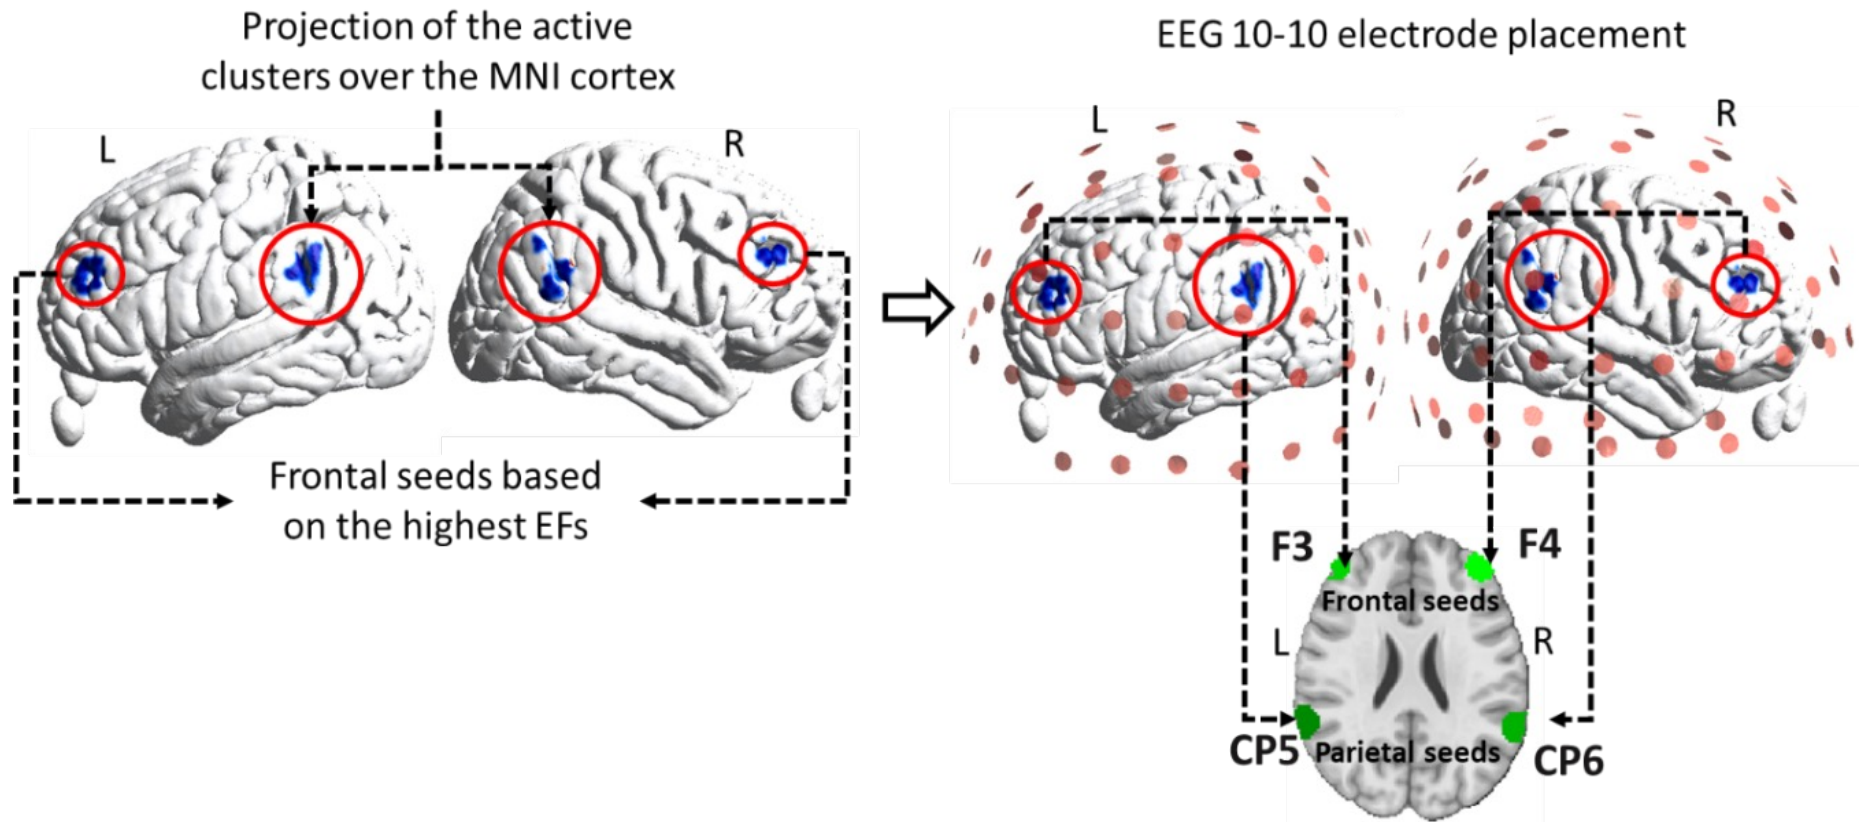 Projection of the active
clusters over the MNI cortex
L
R
Frontal seeds based
on the highest EFs
EEG 10-10 electrode placement
L
R
F3
F4
Frontal seeds
L
R
CP5
Parietal seeds
CP6